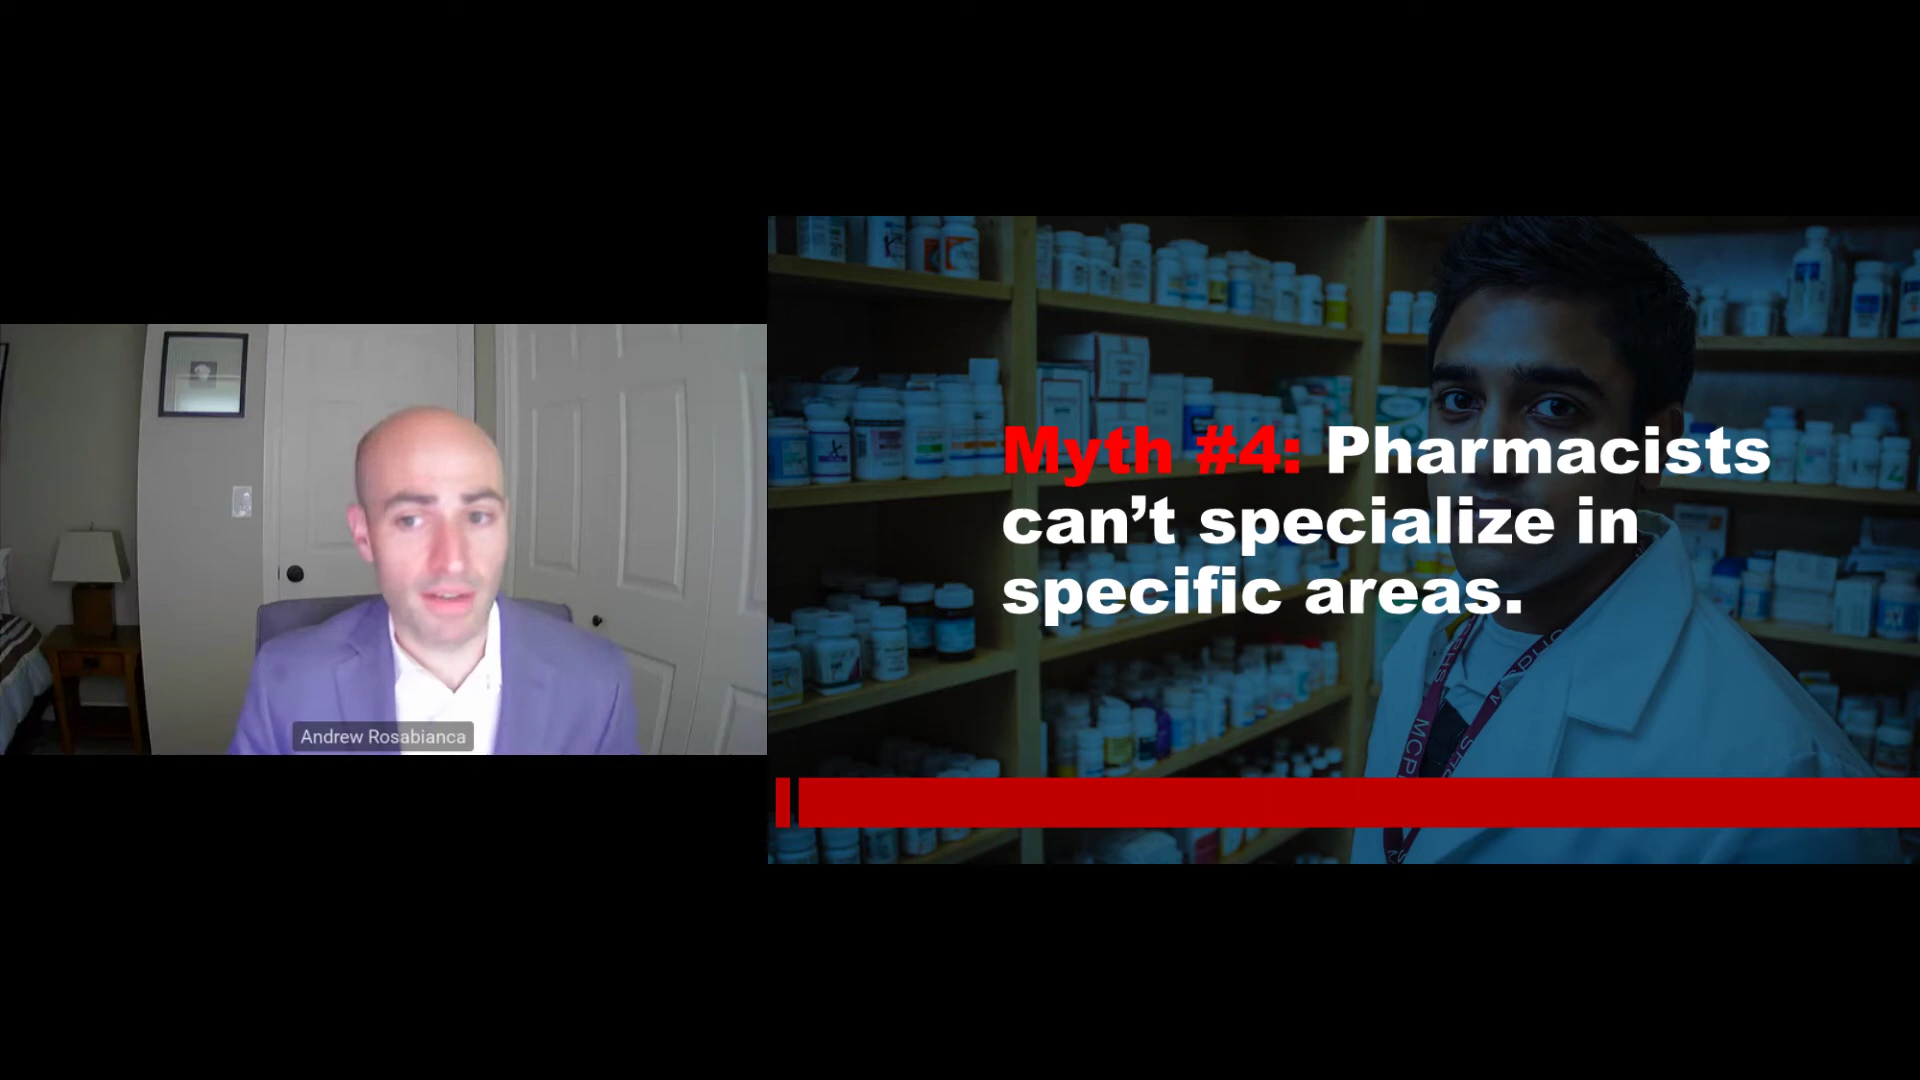 Myth #4: Pharmacists
can’t specialize in
specific areas.
Andrew Rosabianca